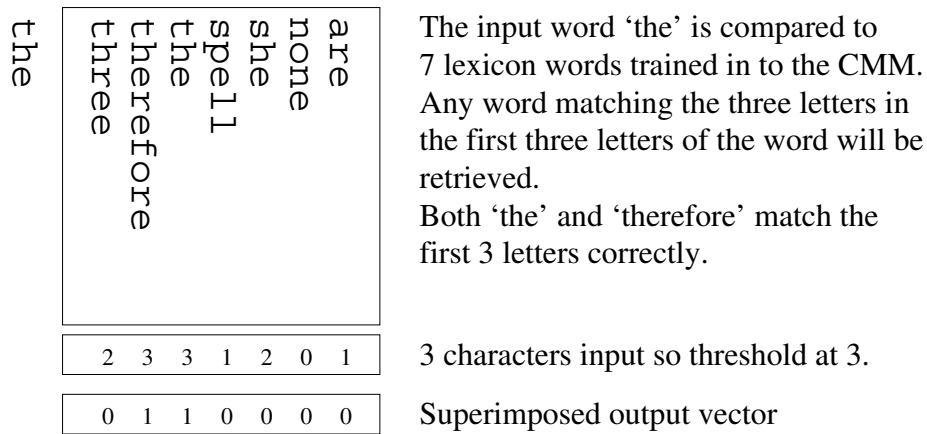 the
three
therefore
the
spell
she
none
are
The input word ‘the’ is compared to
7 lexicon words trained in to the CMM.
Any word matching the three letters in
the first three letters of the word will be
retrieved.
Both ‘the’ and ‘therefore’ match the
first 3 letters correctly.
2 3 3 1 2 0 1
3 characters input so threshold at 3.
0 1 1 0 0 0 0
Superimposed output vector